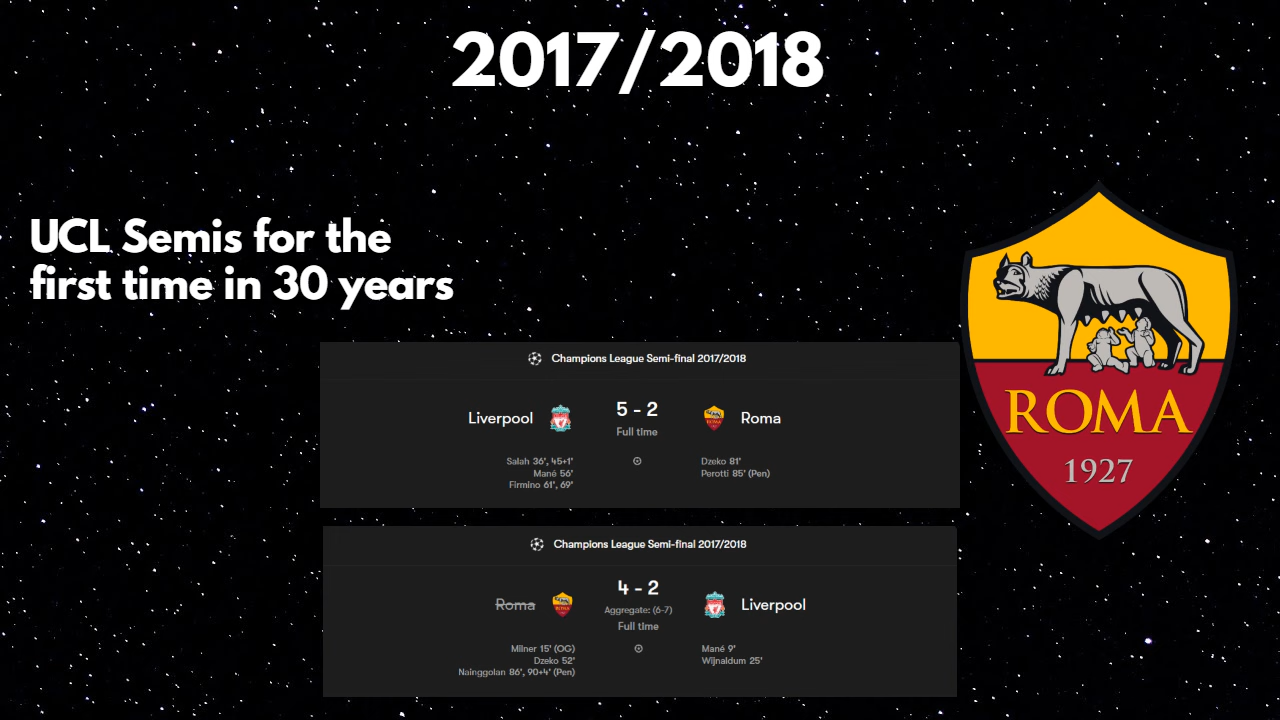 2017/2018
UCL Semis for the
first time in 30 years
Champions League Semi-final 2017/2018
Liverpool 5 - 2 Roma
Full time
Salah 36', 45+1' Dzeko 81'
Mané 56' Perotti 85' (Pen)
Firmino 61', 69'
Champions League Semi-final 2017/2018
Roma 4 - 2 Liverpool
Aggregate: (6-7)
Full time
Milner 15' (OG) Mané 9'
Dzeko 52' Wijnaldum 25'
Nainggolan 86', 90+4' (Pen)
ROMA
1927